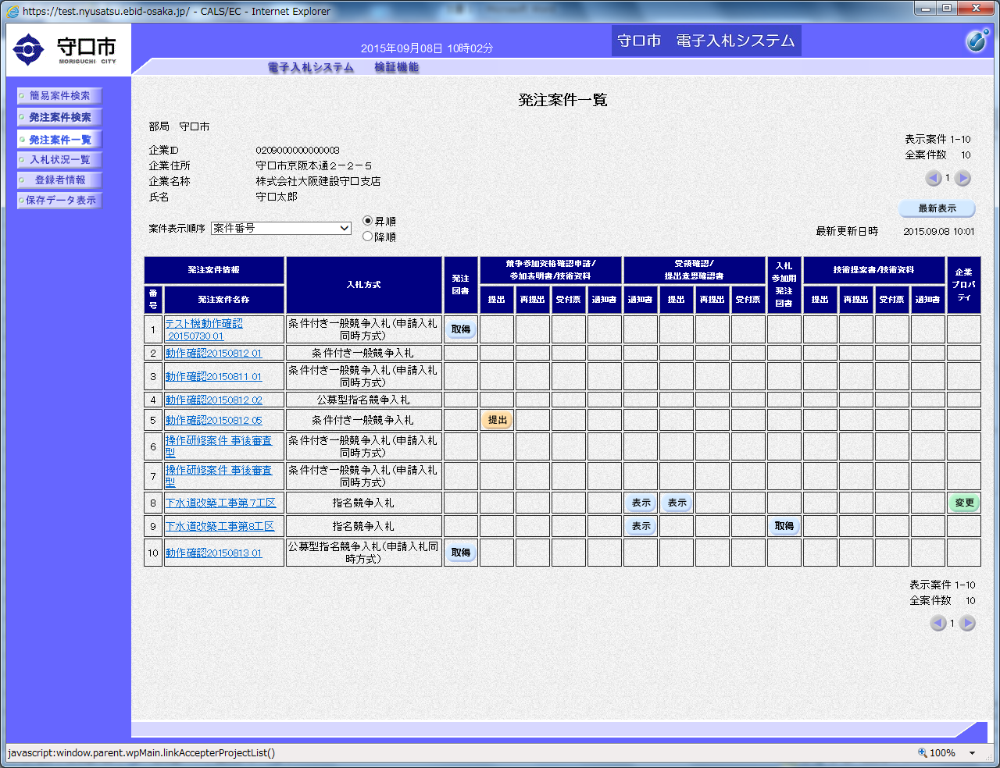 https://test.nyusatsu.ebid-osaka.jp/ - CALS/EC - Internet Explorer
守口市
MORIGUCHI CITY
2015年09月08日 10時02分
守口市　電子入札システム
電子入札システム　検証機能
簡易案件検索
発注案件検索
発注案件一覧
入札状況一覧
登録者情報
保存データ表示
発注案件一覧
部局　守口市
企業ID 0209000000000003
企業住所 守口市京阪本通２－２－５
企業名称 株式会社大阪建設守口支店
氏名 守口太郎
表示案件 1-10
全案件数 10
1
最新表示
案件表示順序 案件番号 昇順
降順
最新更新日時 2015.09.08 10:01
発注案件情報 入札方式 発注図書 競争参加資格確認申請/参加表明書/技術資料 受領確認/提出意思確認書 入札参加用発注図書 技術提案書/技術資料 企業プロパティ
番号 発注案件名称 提出 再提出 受付票 通知書 通知書 提出 再提出 受付票 提出 再提出 受付票 通知書
1 テスト機動作確認 20150730 01 条件付き一般競争入札(申請入札同時方式) 取得
2 動作確認20150812 01 条件付き一般競争入札
3 動作確認20150811 01 条件付き一般競争入札(申請入札同時方式)
4 動作確認20150812 02 公募型指名競争入札
5 動作確認20150812 05 条件付き一般競争入札 提出
6 操作研修案件 事後審査型 条件付き一般競争入札(申請入札同時方式)
7 操作研修案件 事後審査型 条件付き一般競争入札(申請入札同時方式)
8 下水道改築工事第7工区 指名競争入札 表示 表示 変更
9 下水道改築工事第8工区 指名競争入札 表示 取得
10 動作確認20150813 01 公募型指名競争入札(申請入札同時方式) 取得
表示案件 1-10
全案件数 10
1
javascript:window.parent.wpMain.linkAccepterProjectList()
100%